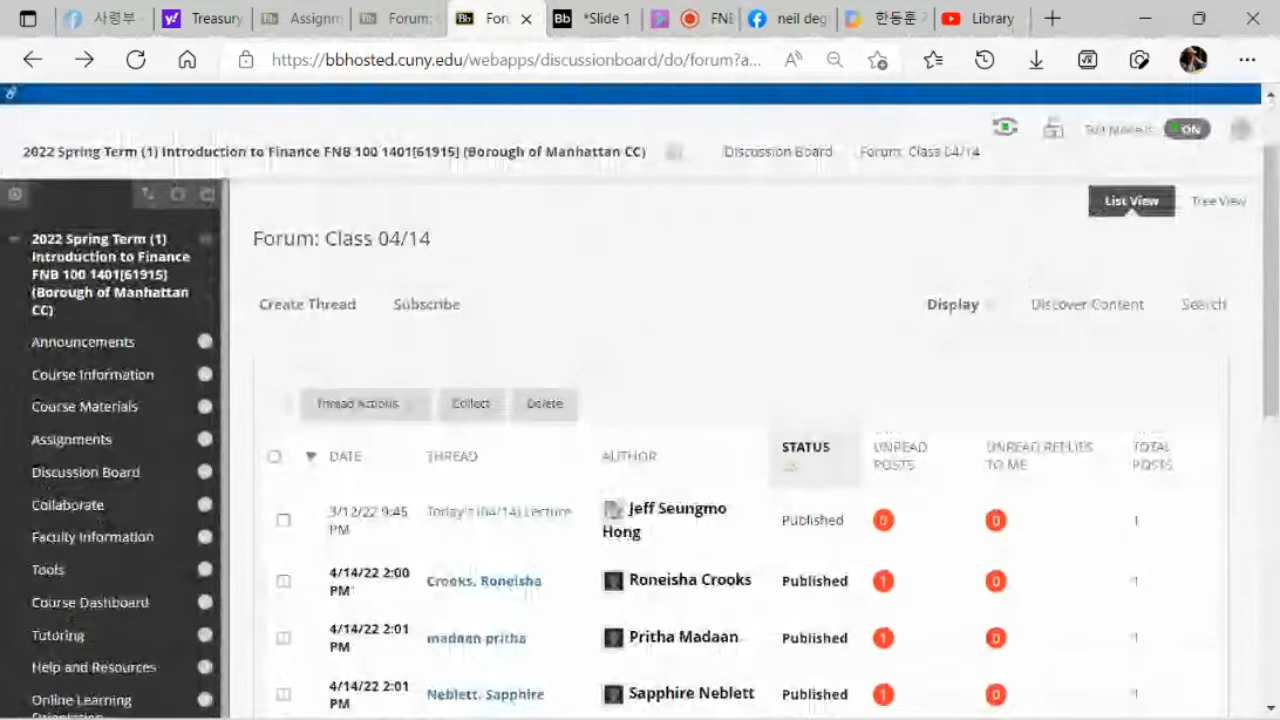 사령부
Treasury
Assignm
Forum:
For
*Slide 1
FNE
neil deg
한동훈
Library
https://bbhosted.cuny.edu/webapps/discussionboard/do/forum?a...
ON
2022 Spring Term (1) Introduction to Finance FNB 100 1401[61915] (Borough of Manhattan CC)
Discussion Board
Forum: Class 04/14
List View
Tree View
2022 Spring Term (1)
Introduction to Finance
FNB 100 1401[61915]
(Borough of Manhattan
CC)
Announcements
Course Information
Course Materials
Assignments
Discussion Board
Collaborate
Faculty Information
Tools
Course Dashboard
Tutoring
Help and Resources
Online Learning
Orientation
Forum: Class 04/14
Create Thread
Subscribe
Display
Discover Content
Search
Thread Actions
Collect
Delete
DATE
THREAD
AUTHOR
STATUS
UNREAD
POSTS
UNREAD REPLIES
TO ME
TOTAL
POSTS
3/12/22 9:45
PM
Today's (04/14) Lecture
Jeff Seungmo
Hong
Published
0
0
1
4/14/22 2:00
PM
Crooks, Roneisha
Roneisha Crooks
Published
1
0
1
4/14/22 2:01
PM
madaan pritha
Pritha Madaan
Published
1
0
1
4/14/22 2:01
PM
Neblett, Sapphire
Sapphire Neblett
Published
1
0
1